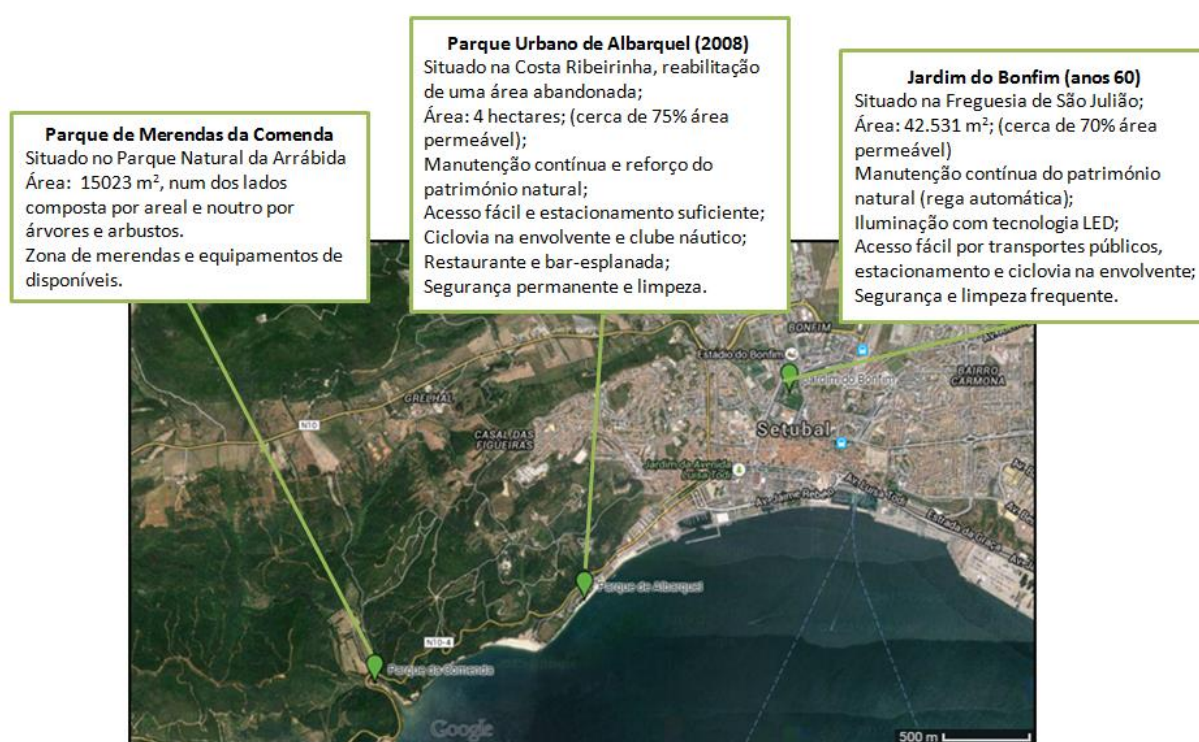 Parque de Merendas da Comenda
Situado no Parque Natural da Arrábida
Área: 15023 m², num dos lados
composta por areal e noutro por
árvores e arbustos.
Zona de merendas e equipamentos de
disponíveis.
Parque Urbano de Albarquel (2008)
Situado na Costa Ribeirinha, reabilitação
de uma área abandonada;
Área: 4 hectares; (cerca de 75% área
permeável);
Manutenção contínua e reforço do
património natural;
Acesso fácil e estacionamento suficiente;
Ciclovia na envolvente e clube náutico;
Restaurante e bar-esplanada;
Segurança permanente e limpeza.
Jardim do Bonfim (anos 60)
Situado na Freguesia de São Julião;
Área: 42.531 m²; (cerca de 70% área
permeável)
Manutenção contínua do património
natural (rega automática);
Iluminação com tecnologia LED;
Acesso fácil por transportes públicos,
estacionamento e ciclovia na envolvente;
Segurança e limpeza frequente.
BONFIM
Estádio do Bonfim
Jardim do Bonfim
BAIRRO
CARMONA
GRELHAL
N10
CASAL DAS
FIGUEIRAS
Setubal
Jardim da Avenida
Luisa Todi
Av. Jaime Rebelo
Av. Luísa Todi
Estrada da Graça
Parque de Albarquel
N10-4
Parque da Comenda
Google
500 m